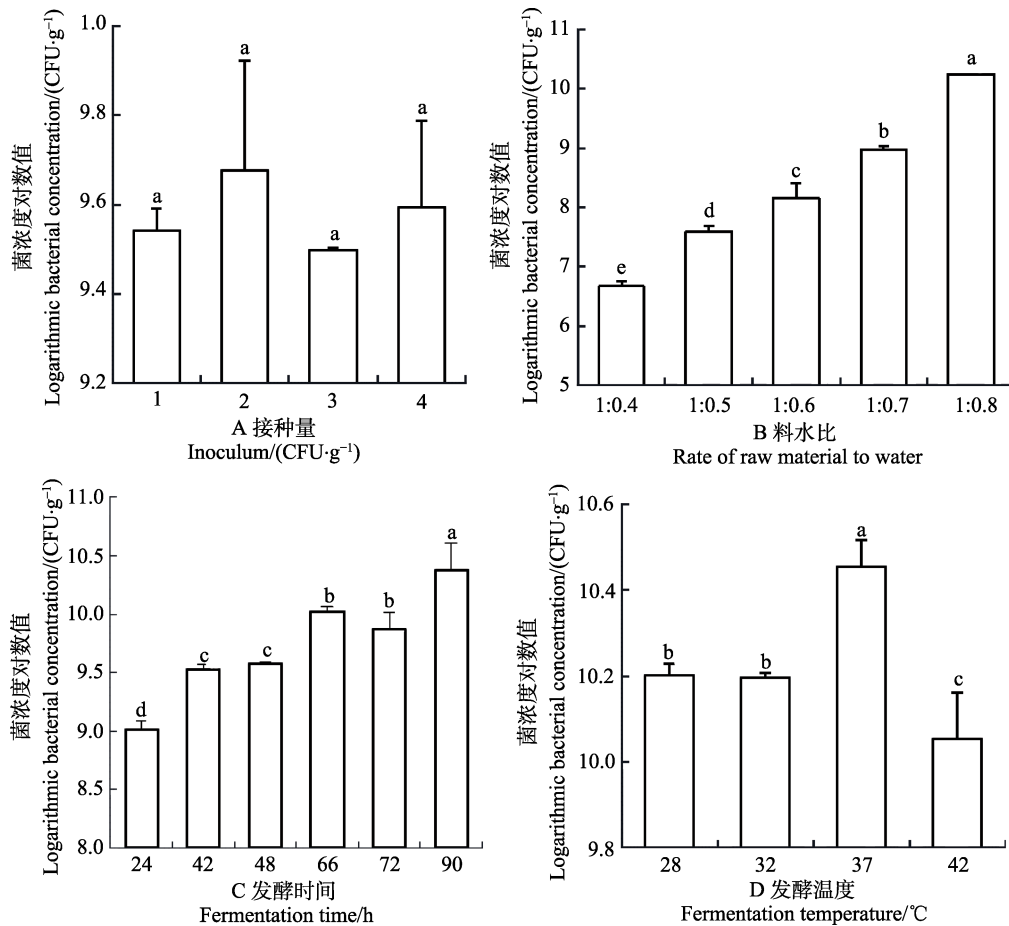 菌浓度对数值
Logarithmic bacterial concentration/(CFU·g⁻¹)
1.0
9.8
9.6
9.4
9.2
a
a
a
a
1
2
3
4
A 接种量
Inoculum/(CFU·g⁻¹)
菌浓度对数值
Logarithmic bacterial concentration/(CFU·g⁻¹)
11
10
9
8
7
6
5
e
d
c
b
a
1:0.4
1:0.5
1:0.6
1:0.7
1:0.8
B 料水比
Rate of raw material to water
菌浓度对数值
Logarithmic bacterial concentration/(CFU·g⁻¹)
11.0
10.5
10.0
9.5
9.0
8.5
8.0
d
c
c
b
b
a
24
42
48
66
72
90
C 发酵时间
Fermentation time/h
菌浓度对数值
Logarithmic bacterial concentration/(CFU·g⁻¹)
10.6
10.4
10.2
10.0
9.8
b
b
a
c
28
32
37
42
D 发酵温度
Fermentation temperature/℃